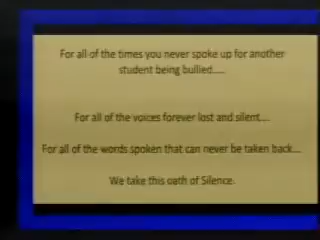 For all of the times you never spoke up for another
student being bullied.....
For all of the voices forever lost and silent....
For all of the words spoken that can never be taken back....
We take this oath of Silence.